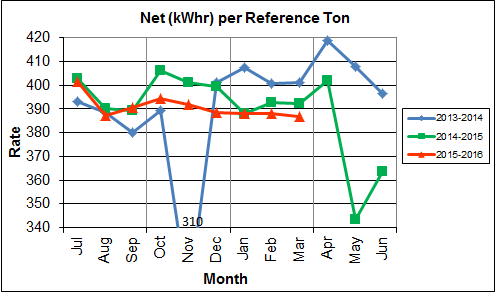 Net (kWhr) per Reference Ton
420
410
400
390
380
370
360
350
340
Rate
310
Jul
Aug
Sep
Oct
Nov
Dec
Jan
Feb
Mar
Apr
May
Jun
Month
2013-2014
2014-2015
2015-2016